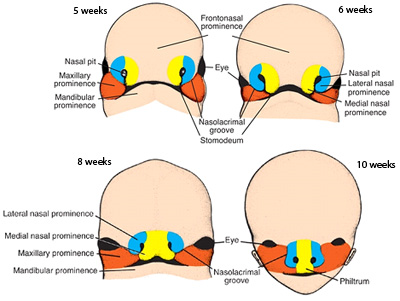 5 weeks
6 weeks
Frontonasal
prominence
Nasal pit
Maxillary
prominence
Mandibular
prominence
Eye
Nasolacrimal
groove
Stomodeum
Nasal pit
Lateral nasal
prominence
Medial nasal
prominence
8 weeks
10 weeks
Lateral nasal prominence
Medial nasal prominence
Maxillary prominence
Mandibular prominence
Eye
Nasolacrimal
groove
Philtrum